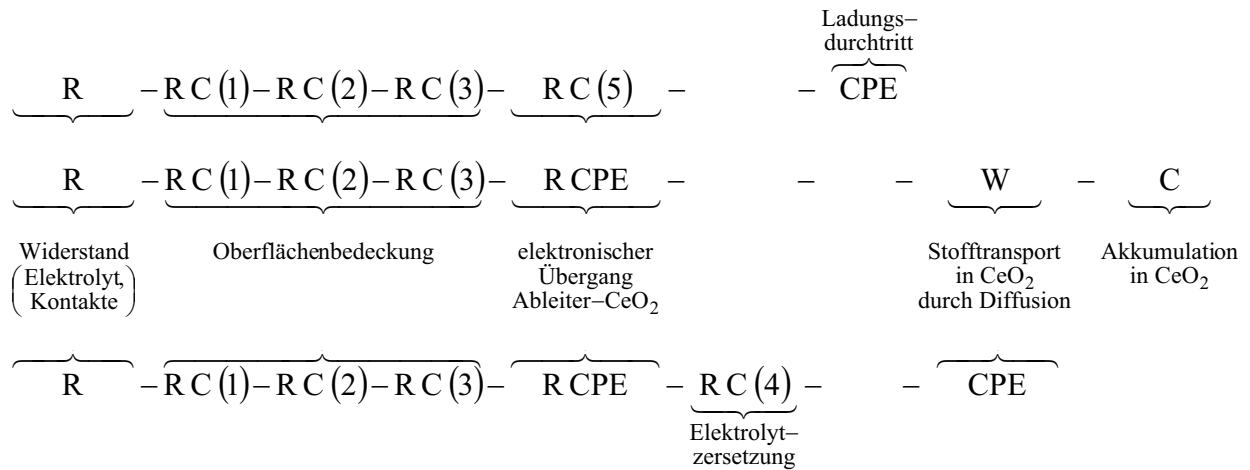 Ladungs–
durchtritt
R – R C (1) – R C (2) – R C (3) – R C (5) – – CPE
R – R C (1) – R C (2) – R C (3) – R CPE – – – W – C
Widerstand Oberflächenbedeckung elektronischer Stofftransport Akkumulation
(Elektrolyt, Übergang in CeO₂ in CeO₂
Kontakte) Ableiter–CeO₂ durch Diffusion
R – R C (1) – R C (2) – R C (3) – R CPE – R C (4) – – CPE
Elektrolyt–
zersetzung